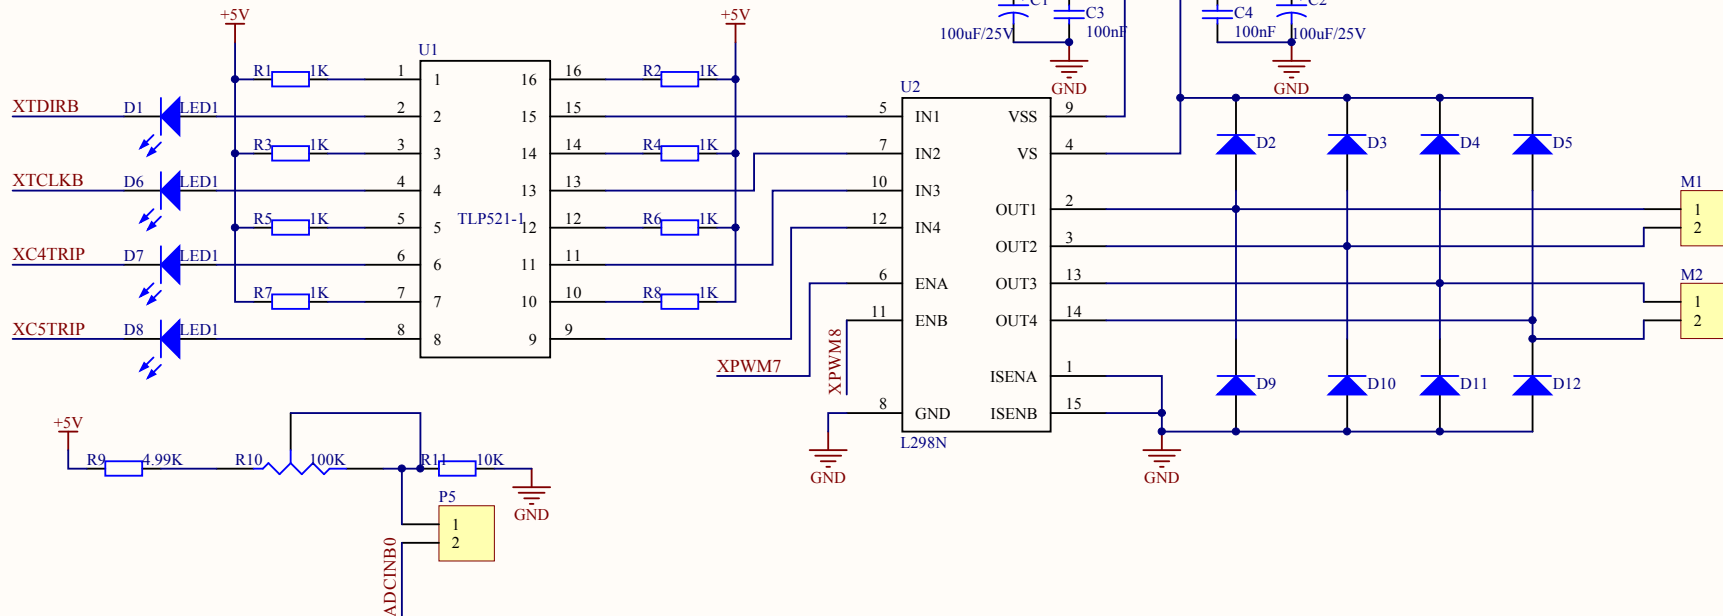 +5V
+5V
C1
C3
100uF/25V
100nF
C4
C2
100nF
100uF/25V
GND
GND
U1
R1 1K 1 1 16 16 R2 1K
XTDIRB D1 LED1 2 2 15 15
R3 1K 3 3 14 14 R4 1K
XTCLKB D6 LED1 4 4 13 13
R5 1K 5 5 TLP521-1 12 12 R6 1K
XC4TRIP D7 LED1 6 6 11 11
R7 1K 7 7 10 10 R8 1K
XC5TRIP D8 LED1 8 8 9 9
U2
5 IN1 VSS 9
7 IN2 VS 4
10 IN3
OUT1 2
12 IN4
OUT2 3
6 ENA OUT3 13
11 ENB OUT4 14
ISENA 1
8 GND ISENB 15
L298N
XPWM7
XPWM8
GND
GND
D2 D3 D4 D5
D9 D10 D11 D12
M1
1
2
M2
1
2
+5V
R9 4.99K R10 100K R11 10K
GND
P5
1
2
ADCINB0